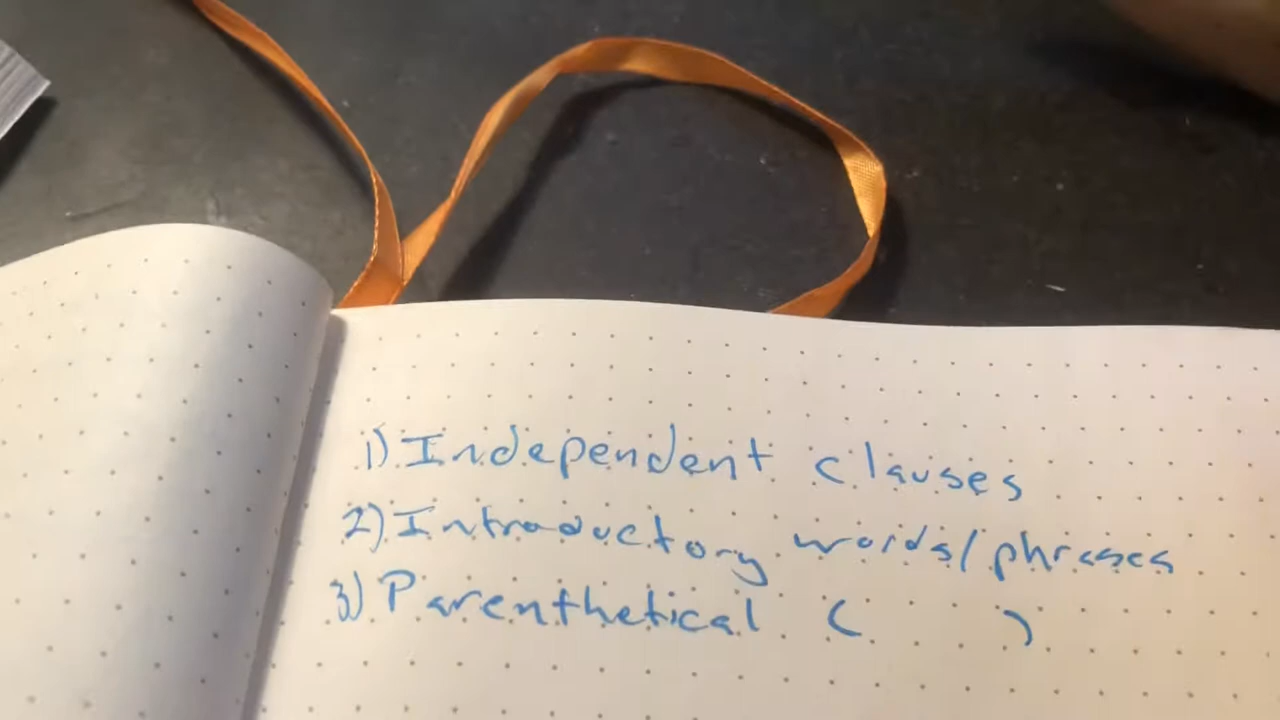 1) Independent clauses
2) Introductory words/phrases
3) Parenthetical ( )